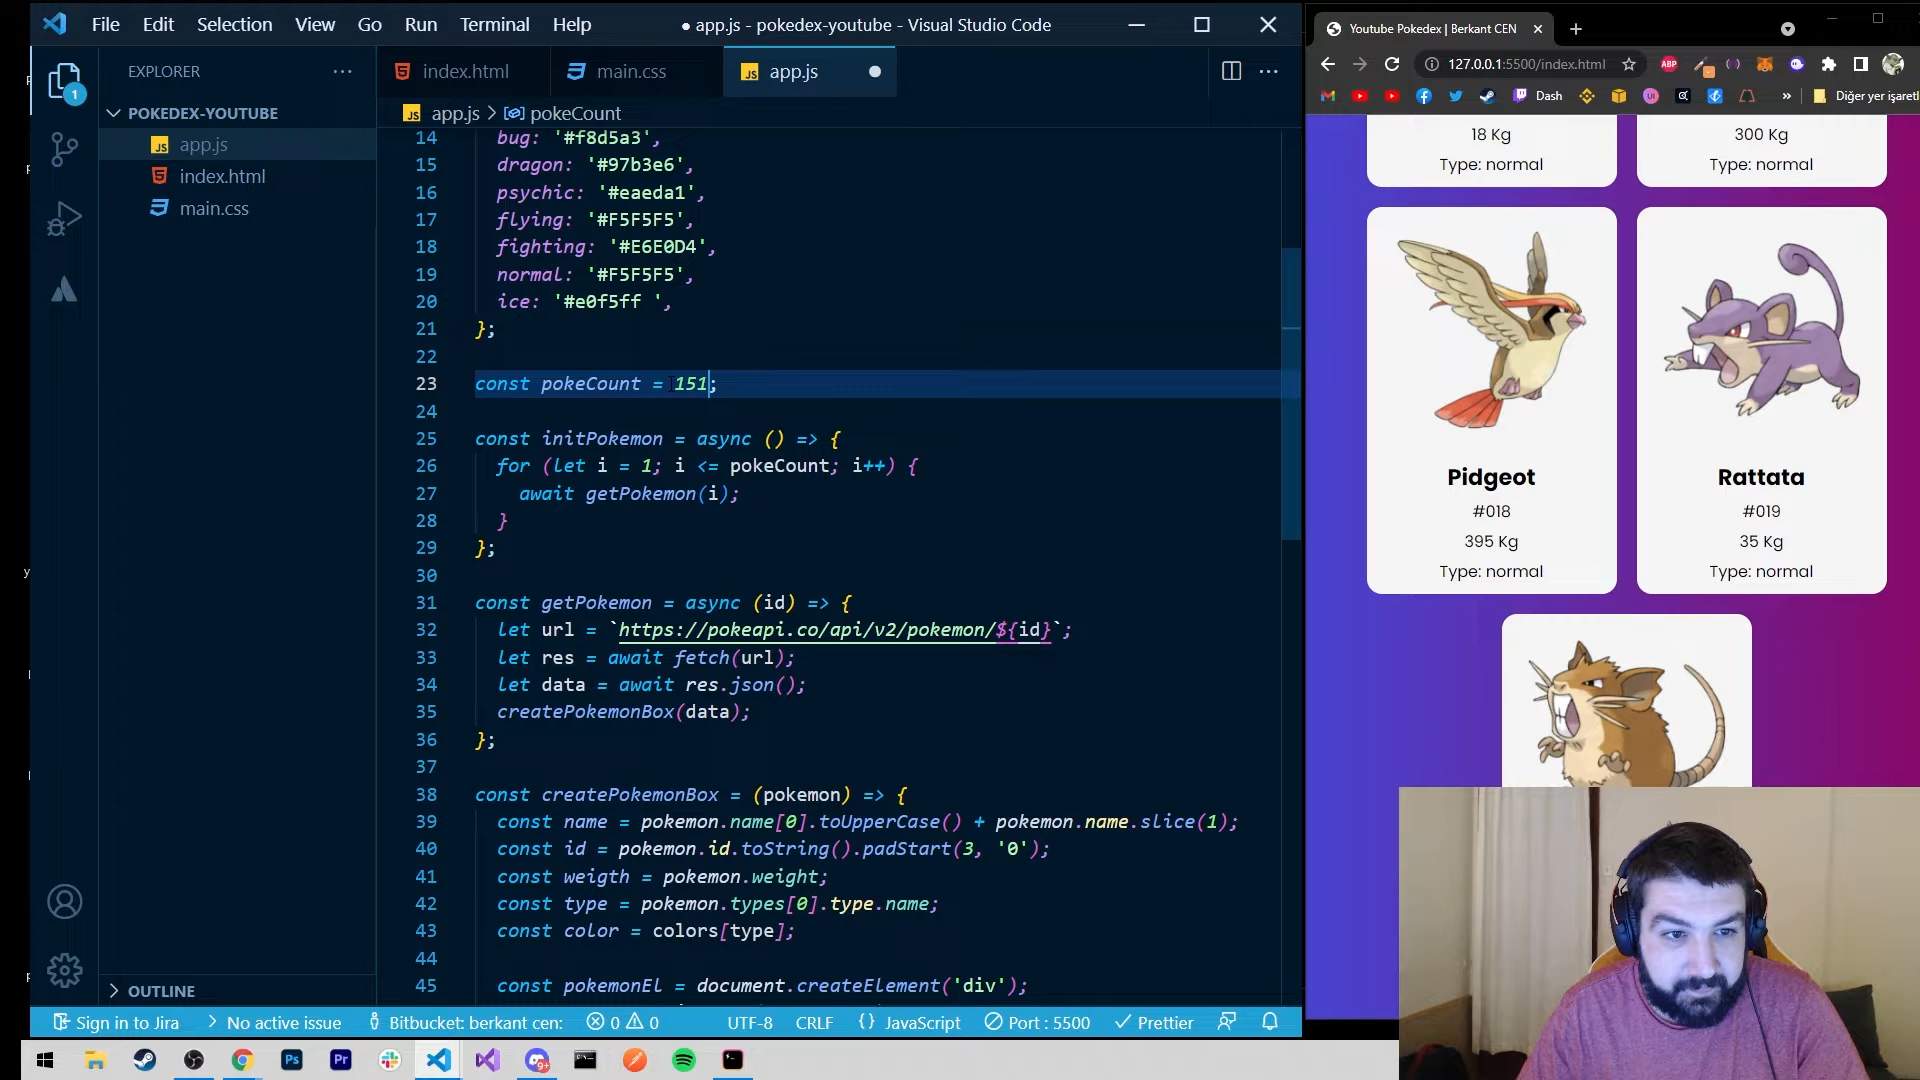 File Edit Selection View Go Run Terminal Help
● app.js - pokedex-youtube - Visual Studio Code
EXPLORER
POKEDEX-YOUTUBE
app.js
index.html
main.css
OUTLINE
1
index.html
main.css
app.js
app.js > pokeCount
14 bug: '#f8d5a3',
15 dragon: '#97b3e6',
16 psychic: '#eaeda1',
17 flying: '#F5F5F5',
18 fighting: '#E6E0D4',
19 normal: '#F5F5F5',
20 ice: '#e0f5ff ',
21 };
22
23 const pokeCount = 151;
24
25 const initPokemon = async () => {
26 for (let i = 1; i <= pokeCount; i++) {
27 await getPokemon(i);
28 }
29 };
30
31 const getPokemon = async (id) => {
32 let url = `https://pokeapi.co/api/v2/pokemon/${id}`;
33 let res = await fetch(url);
34 let data = await res.json();
35 createPokemonBox(data);
36 };
37
38 const createPokemonBox = (pokemon) => {
39 const name = pokemon.name[0].toUpperCase() + pokemon.name.slice(1);
40 const id = pokemon.id.toString().padStart(3, '0');
41 const weigth = pokemon.weight;
42 const type = pokemon.types[0].type.name;
43 const color = colors[type];
44
45 const pokemonEl = document.createElement('div');
Sign in to Jira > No active issue Bitbucket: berkant cen: 0 0 UTF-8 CRLF {} JavaScript Port : 5500 Prettier
Youtube Pokedex | Berkant CEN
127.0.0.1:5500/index.html
ABP
Dash
Diğer yer işaretl
18 Kg
Type: normal
300 Kg
Type: normal
Pidgeot
#018
395 Kg
Type: normal
Rattata
#019
35 Kg
Type: normal
Ps
Pr
9+